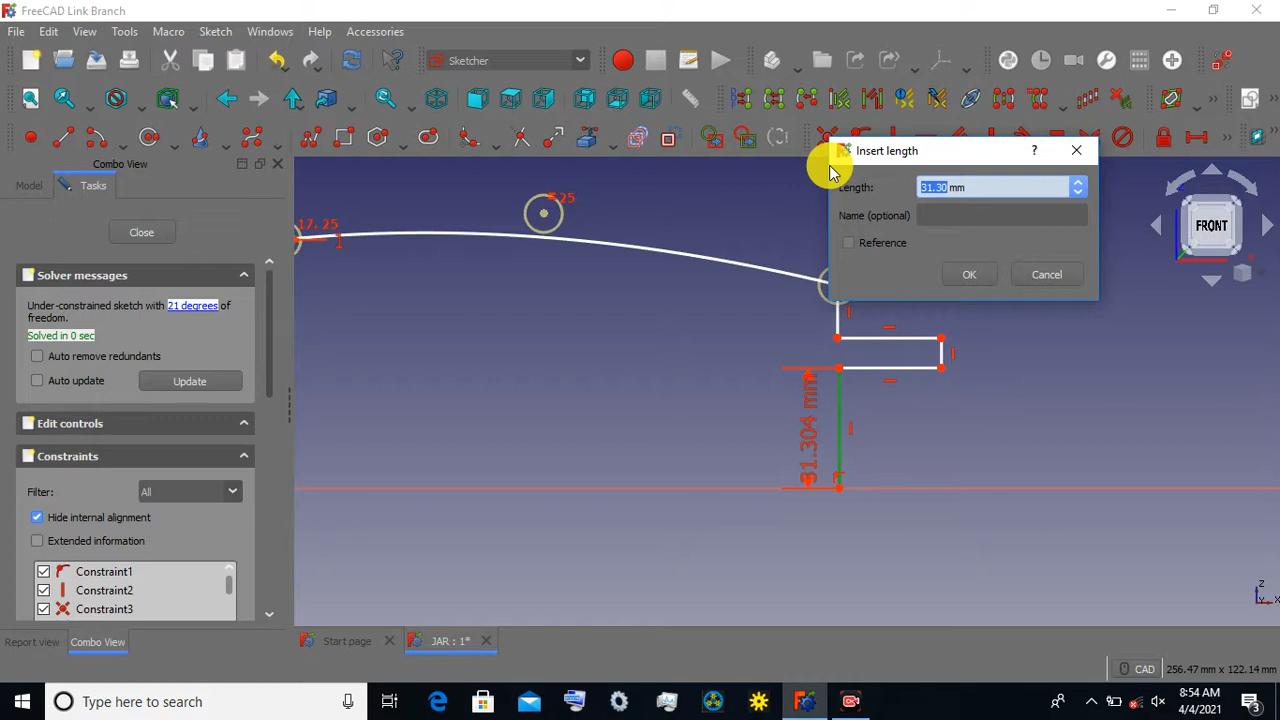 FreeCAD Link Branch
File Edit View Tools Macro Sketch Windows Help Accessories
Sketcher
Combo View
Model Tasks
Close
Solver messages
Under-constrained sketch with 21 degrees of
freedom.
Solved in 0 sec
Auto remove redundants
Auto update
Update
Edit controls
Constraints
Filter:
All
Hide internal alignment
Extended information
Constraint1
Constraint2
Constraint3
Report view
Combo View
17.25
31.304 mm
Insert length
?
Length:
31.30 mm
Name (optional)
Reference
OK
Cancel
FRONT
Z
X
Start page
JAR : 1*
CAD
256.47 mm x 122.14 mm
Type here to search
8:54 AM
4/4/2021
3